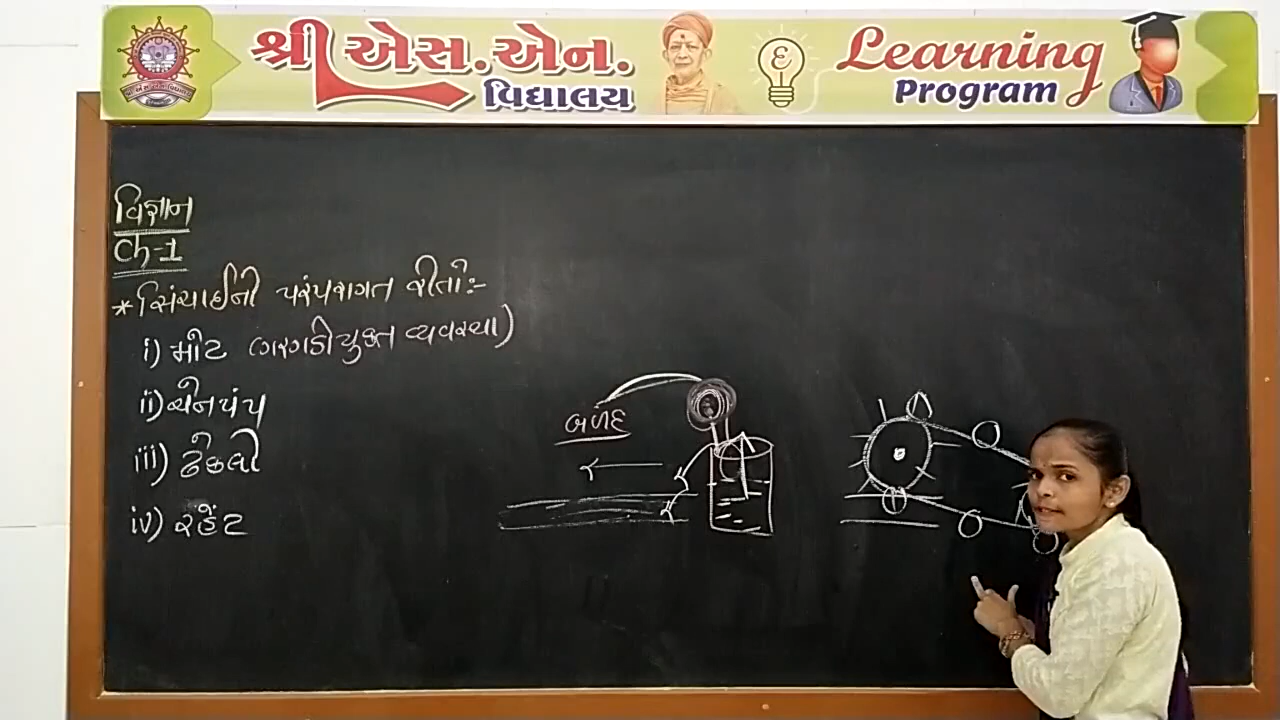 શ્રી એસ. એન.
વિદ્યાલય
Learning
Program
વિજ્ઞાન
Ch-1
* સિંચાઈની પરંપરાગત રીતો:-
i) મોટ (ગરગડીયુક્ત વ્યવસ્થા)
ii) ચેનપંપ
iii) ઢેકલી
iv) રહેંટ
બળદ